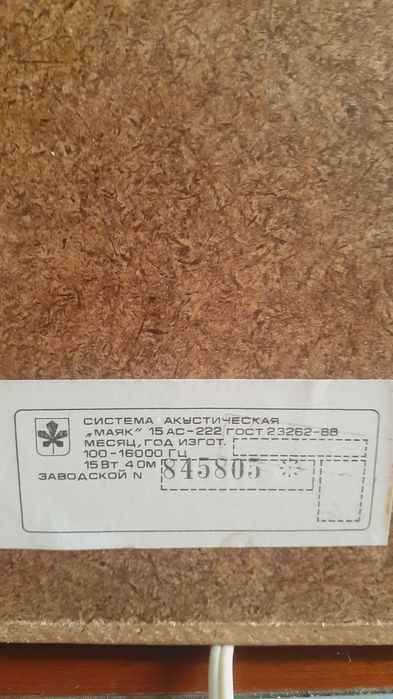 СИСТЕМА АКУСТИЧЕСКАЯ
„МАЯК" 15 АС-222 ГОСТ 23262-88
МЕСЯЦ, ГОД ИЗГОТ.
100-16000 ГЦ
15 ВТ 4 ОМ
ЗАВОДСКОЙ N 845805